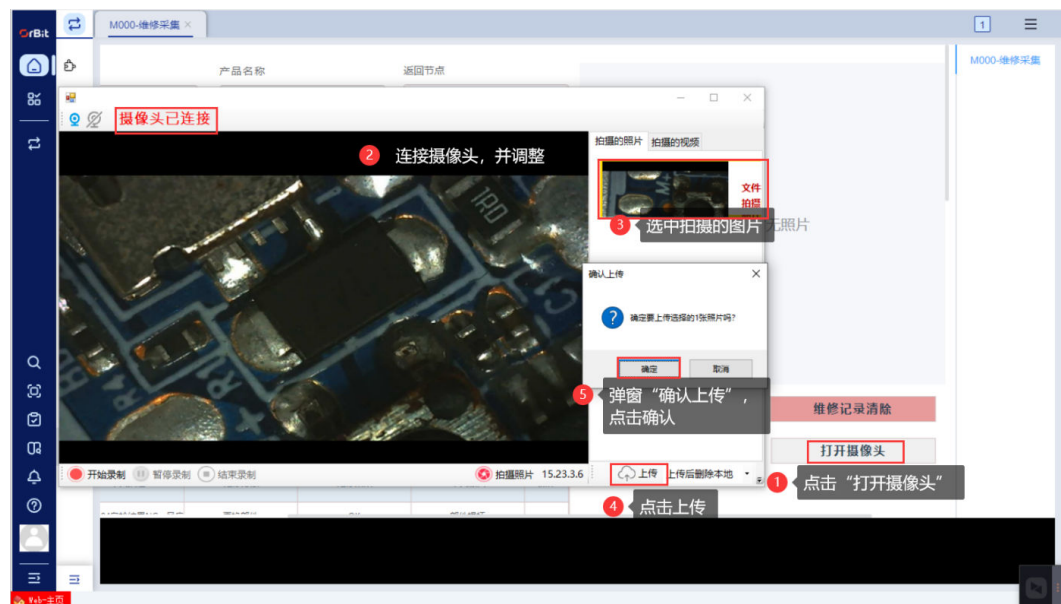 OrBit
M000-维修采集 ×
1
M000-维修采集
产品名称
返回节点
摄像头已连接
拍摄的照片
拍摄的视频
2 连接摄像头，并调整
1R0
文件
拍摄
3 选中拍摄的图片
无照片
确认上传
确定要上传选择的1张照片吗?
确定
取消
5 弹窗“确认上传”，
点击确认
维修记录清除
打开摄像头
1 点击“打开摄像头”
开始录制
暂停录制
结束录制
拍摄照片
15.23.3.6
上传
上传后删除本地
4 点击上传
Web-主页